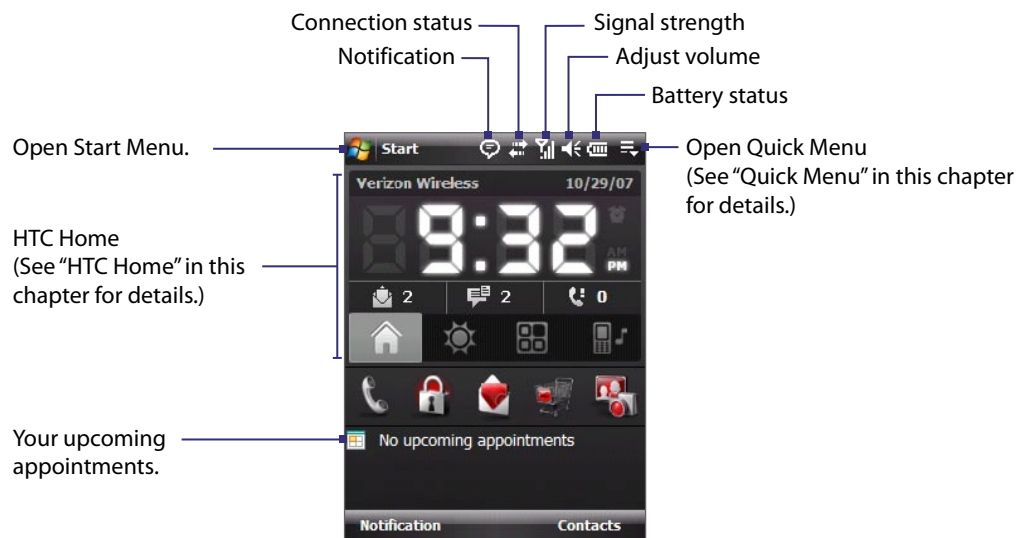 Connection status
Signal strength
Notification
Adjust volume
Battery status
Open Start Menu.
Start
Open Quick Menu
(See “Quick Menu” in this chapter
for details.)
Verizon Wireless 10/29/07
9:32
AM
PM
HTC Home
(See “HTC Home” in this
chapter for details.)
2 2 0
Your upcoming
appointments.
No upcoming appointments
Notification Contacts